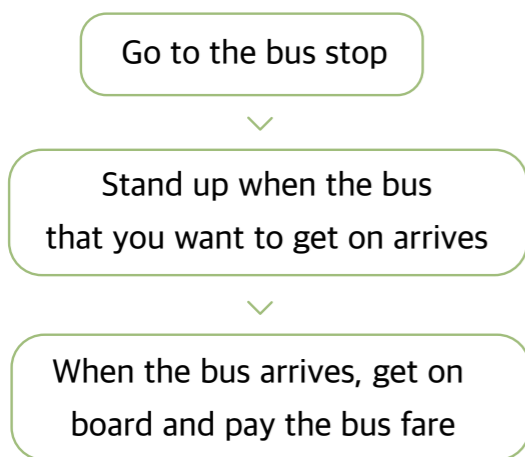 Go to the bus stop
Stand up when the bus
that you want to get on arrives
When the bus arrives, get on
board and pay the bus fare